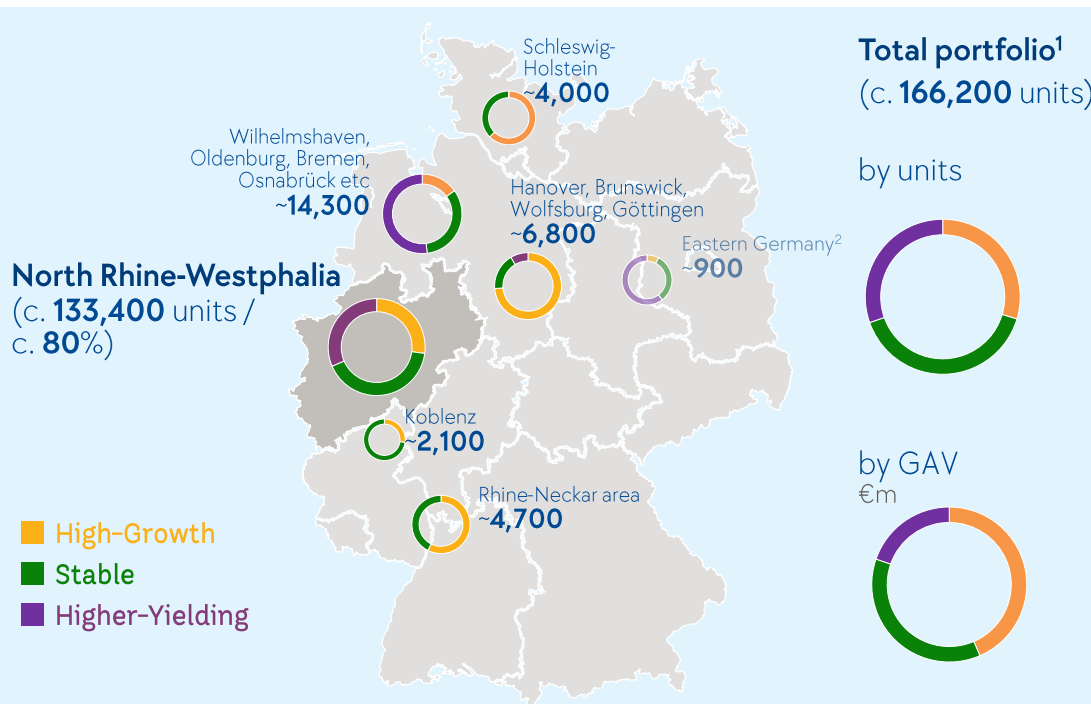 Schleswig-
Holstein
~4,000
Total portfolio¹
(c. 166,200 units)
Wilhelmshaven,
Oldenburg, Bremen,
Osnabrück etc
~14,300
by units
Hanover, Brunswick,
Wolfsburg, Göttingen
~6,800
Eastern Germany²
~900
North Rhine-Westphalia
(c. 133,400 units /
c. 80%)
Koblenz
~2,100
by GAV
€m
Rhine-Neckar area
~4,700
High-Growth
Stable
Higher-Yielding